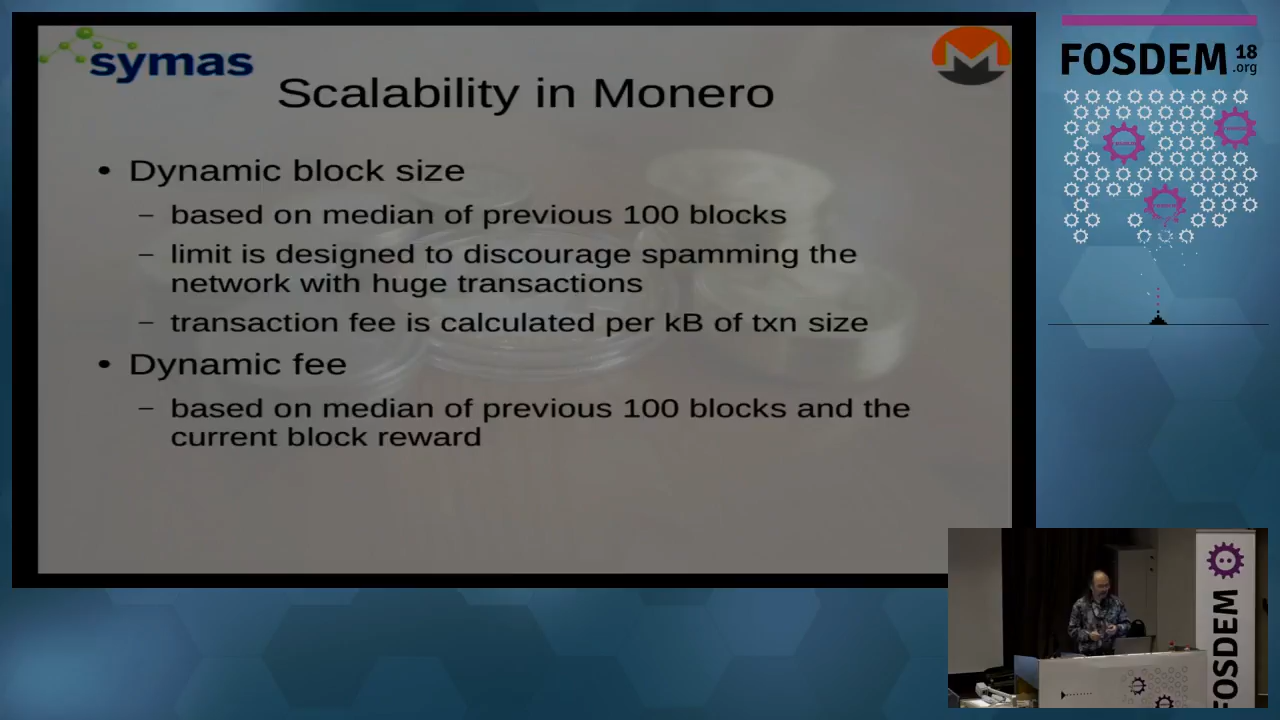 symas
Scalability in Monero
• Dynamic block size
– based on median of previous 100 blocks
– limit is designed to discourage spamming the
network with huge transactions
– transaction fee is calculated per kB of txn size
• Dynamic fee
– based on median of previous 100 blocks and the
current block reward
FOSDEM 18
.org
FOSDEM